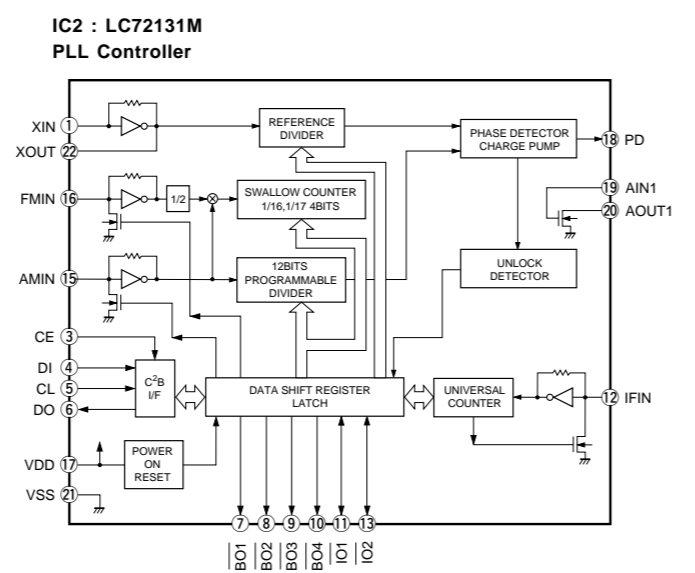 IC2 : LC72131M
PLL Controller
XIN 1
XOUT 22
FMIN 16
AMIN 15
CE 3
DI 4
CL 5
DO 6
VDD 17
VSS 21
REFERENCE
DIVIDER
1/2
SWALLOW COUNTER
1/16,1/17 4BITS
12BITS
PROGRAMMABLE
DIVIDER
C²B
I/F
DATA SHIFT REGISTER
LATCH
POWER
ON
RESET
PHASE DETECTOR
CHARGE PUMP
UNLOCK
DETECTOR
UNIVERSAL
COUNTER
18 PD
19 AIN1
20 AOUT1
12 IFIN
7 8 9 10 11 13
BO1
BO2
BO3
BO4
IO1
IO2